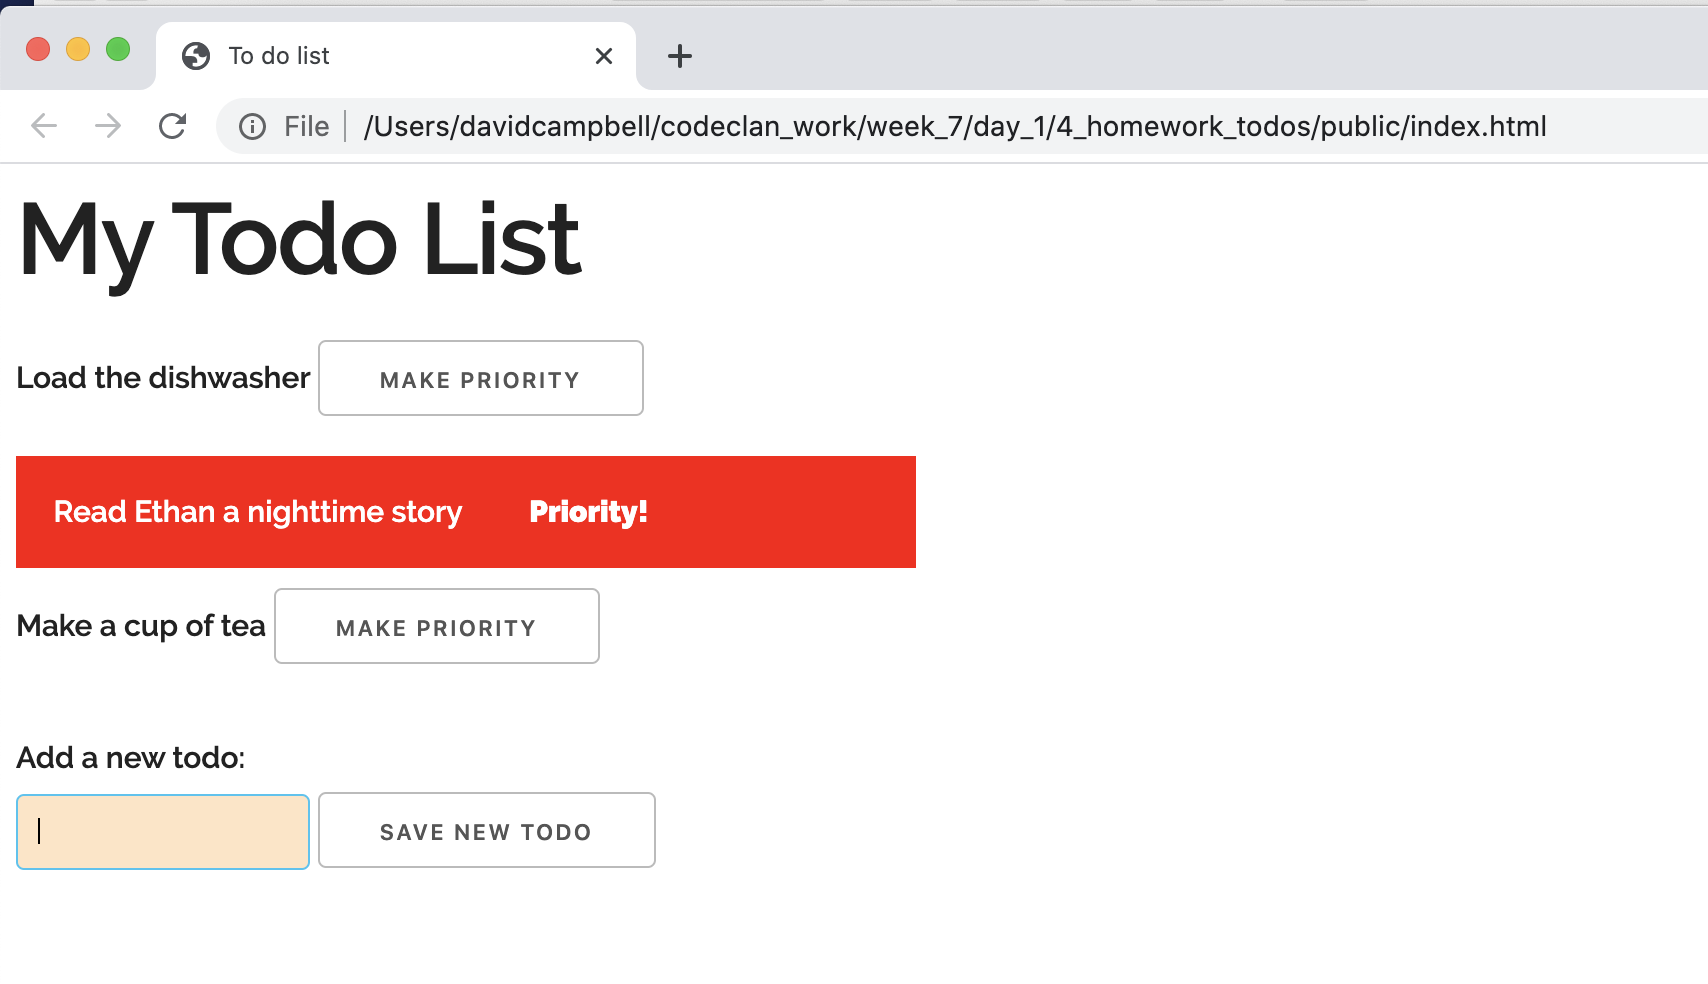 To do list
File /Users/davidcampbell/codeclan_work/week_7/day_1/4_homework_todos/public/index.html
My Todo List
Load the dishwasher MAKE PRIORITY
Read Ethan a nighttime story Priority!
Make a cup of tea MAKE PRIORITY
Add a new todo:
SAVE NEW TODO